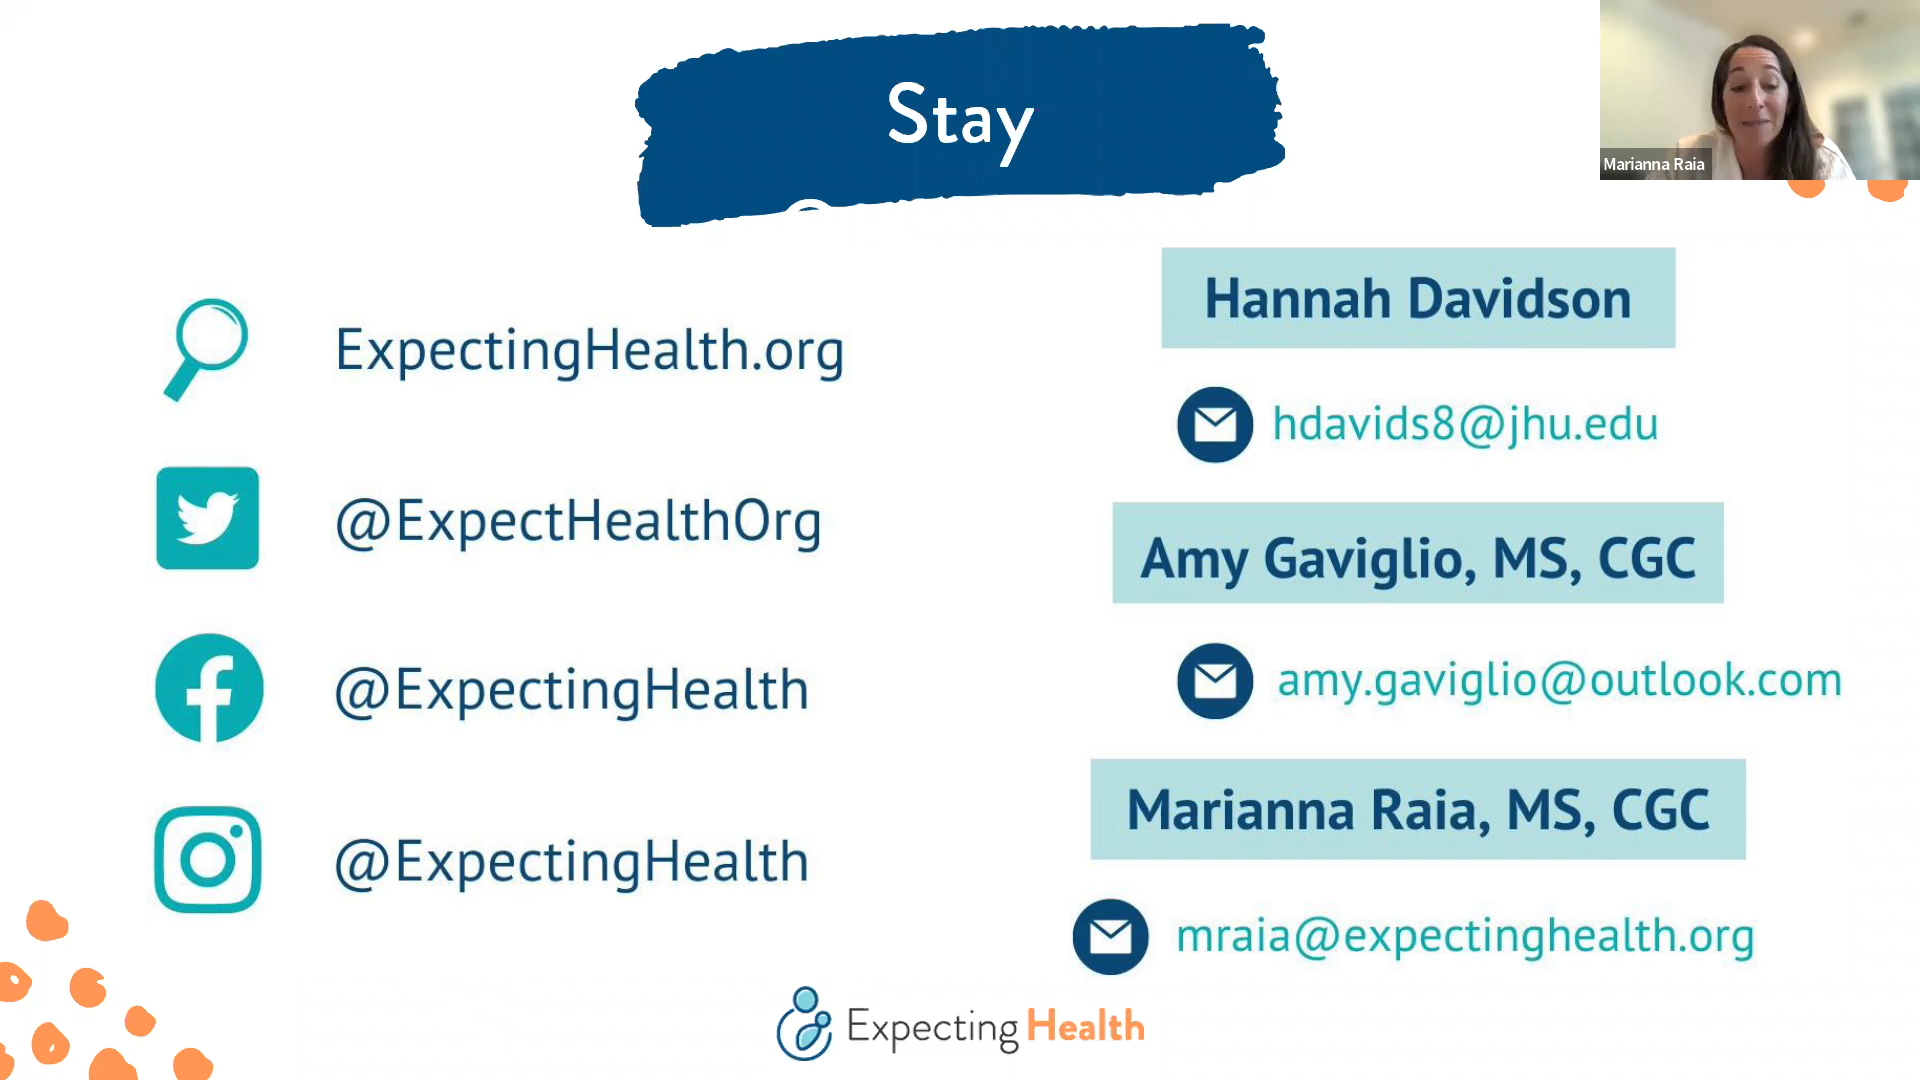 Stay
Marianna Raia
ExpectingHealth.org
@ExpectHealthOrg
@ExpectingHealth
@ExpectingHealth
Hannah Davidson
hdavids8@jhu.edu
Amy Gaviglio, MS, CGC
amy.gaviglio@outlook.com
Marianna Raia, MS, CGC
mraia@expectinghealth.org
Expecting Health